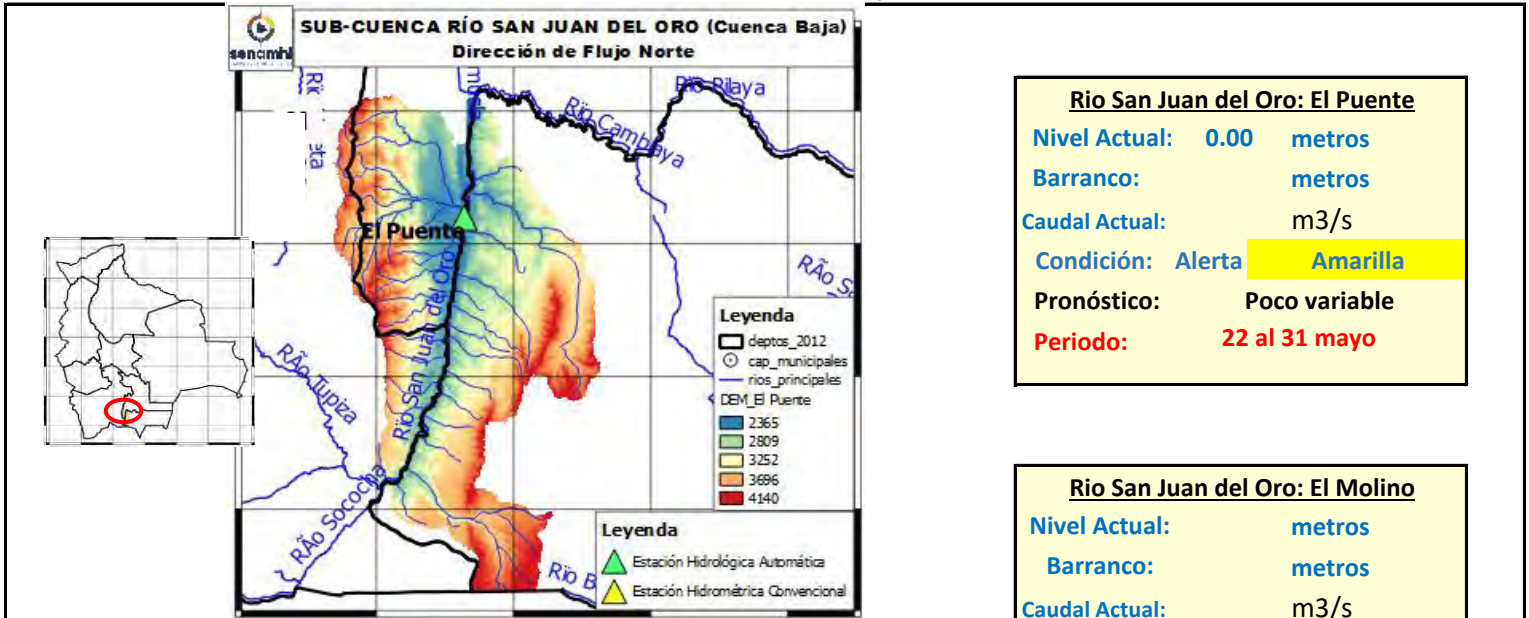 senamhi
SUB-CUENCA RÍO SAN JUAN DEL ORO (Cuenca Baja)
Dirección de Flujo Norte
Río Pilaya
Río Camblaya
El Puente
RÃo S
Río San Juan del Oro
RÃo Tupiza
RÃo Sococha
Río B
Leyenda
deptos_2012
cap_municipales
rios_principales
DEM_El Puente
2365
2809
3252
3696
4140
Leyenda
Estación Hidrológica Automática
Estación Hidrométrica Convencional
Rio San Juan del Oro: El Puente
Nivel Actual: 0.00 metros
Barranco: metros
Caudal Actual: m3/s
Condición: Alerta Amarilla
Pronóstico: Poco variable
Periodo: 22 al 31 mayo
Rio San Juan del Oro: El Molino
Nivel Actual: metros
Barranco: metros
Caudal Actual: m3/s